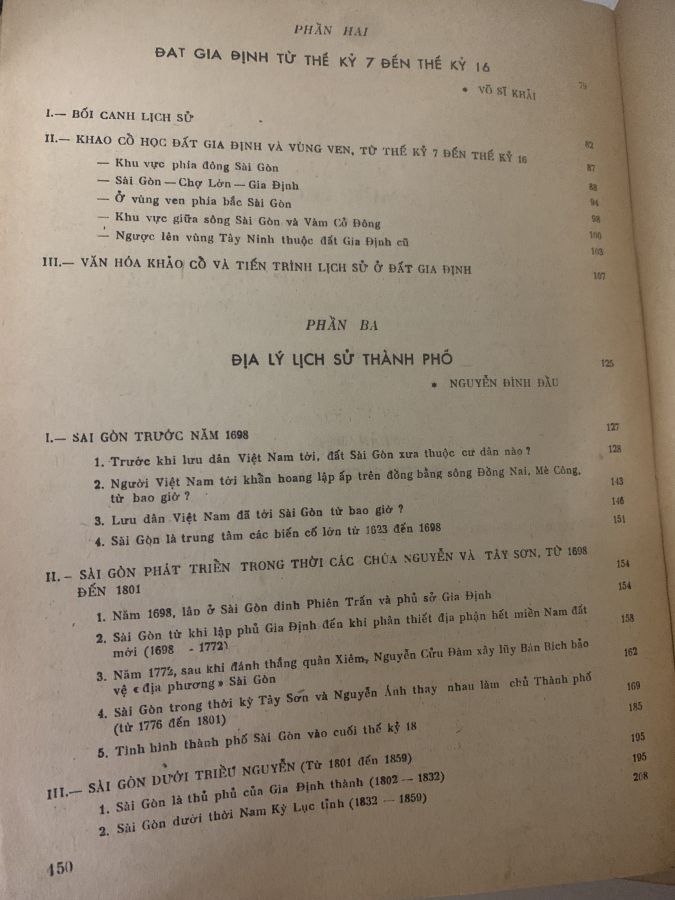 PHẦN HAI
ĐẤT GIA ĐỊNH TỪ THẾ KỶ 7 ĐẾN THẾ KỶ 16
79
* VÕ SĨ KHẢI
I.— BỐI CẢNH LỊCH SỬ
82
II.— KHẢO CỔ HỌC ĐẤT GIA ĐỊNH VÀ VÙNG VEN, TỪ THẾ KỶ 7 ĐẾN THẾ KỶ 16
87
— Khu vực phía đông Sài Gòn
88
— Sài Gòn — Chợ Lớn — Gia Định
94
— Ở vùng ven phía bắc Sài Gòn
98
— Khu vực giữa sông Sài Gòn và Vàm Cỏ Đông
100
— Ngược lên vùng Tây Ninh thuộc đất Gia Định cũ
103
III.— VĂN HÓA KHẢO CỔ VÀ TIẾN TRÌNH LỊCH SỬ Ở ĐẤT GIA ĐỊNH
107
PHẦN BA
ĐỊA LÝ LỊCH SỬ THÀNH PHỐ
125
* NGUYỄN ĐÌNH ĐẦU
I.— SÀI GÒN TRƯỚC NĂM 1698
127
1. Trước khi lưu dân Việt Nam tới, đất Sài Gòn xưa thuộc cư dân nào ?
128
2. Người Việt Nam tới khẩn hoang lập ấp trên đồng bằng sông Đồng Nai, Mê Công,
từ bao giờ ?
143
3. Lưu dân Việt Nam đã tới Sài Gòn từ bao giờ ?
146
4. Sài Gòn là trung tâm các biến cố lớn từ 1623 đến 1698
151
II. - SÀI GÒN PHÁT TRIỂN TRONG THỜI CÁC CHÚA NGUYỄN VÀ TÂY SƠN, TỪ 1698
ĐẾN 1801
154
1. Năm 1698, lập ở Sài Gòn dinh Phiên Trấn và phủ sở Gia Định
154
2. Sài Gòn từ khi lập phủ Gia Định đến khi phân thiết địa phận hết miền Nam đất
mới (1698 - 1772)
158
3. Năm 1772, sau khi đánh thắng quân Xiêm, Nguyễn Cửu Đàm xây lũy Bán Bích bảo
vệ « địa phương » Sài Gòn
162
4. Sài Gòn trong thời kỳ Tây Sơn và Nguyễn Ánh thay nhau làm chủ Thành phố
(từ 1776 đến 1801)
169
5. Tình hình thành phố Sài Gòn vào cuối thế kỷ 18
185
III.— SÀI GÒN DƯỚI TRIỀU NGUYỄN (Từ 1801 đến 1859)
195
1. Sài Gòn là thủ phủ của Gia Định thành (1802 — 1832)
195
2. Sài Gòn dưới thời Nam Kỳ Lục tỉnh (1832 — 1859)
208
450